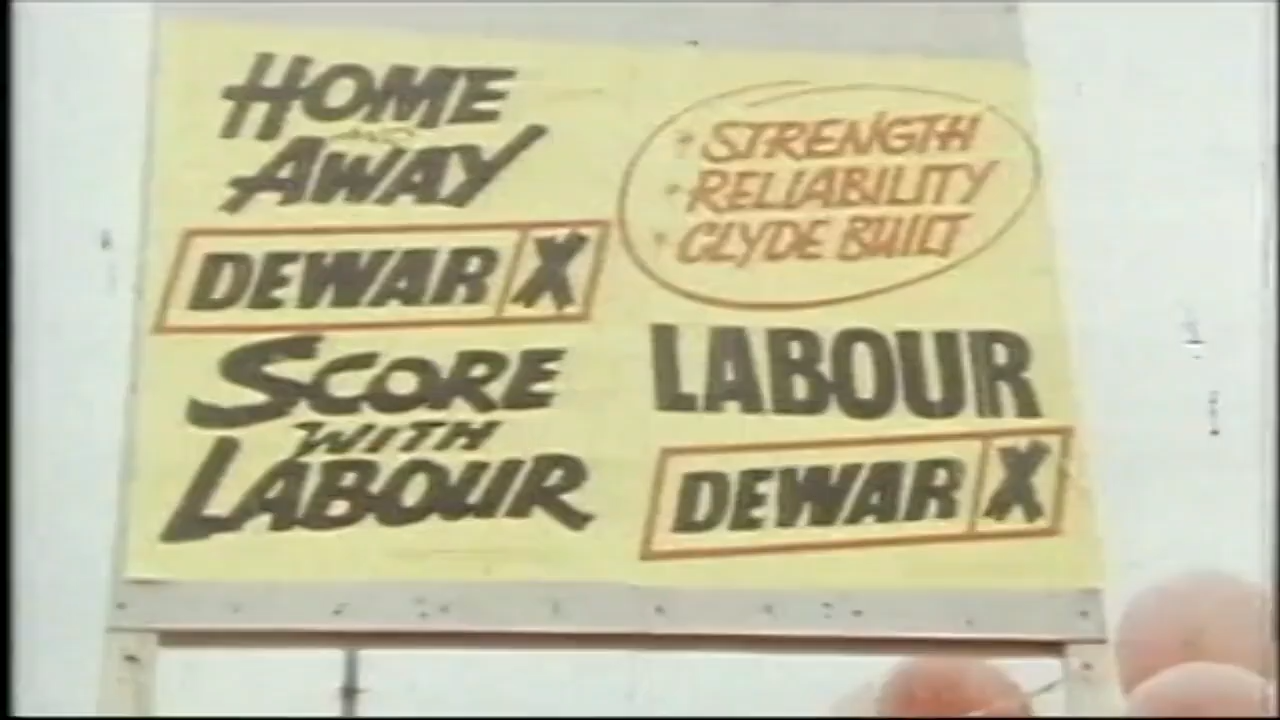 HOME
AND
AWAY
DEWAR X
SCORE
WITH
LABOUR
* STRENGTH
* RELIABILITY
* CLYDE BUILT
LABOUR
DEWAR X